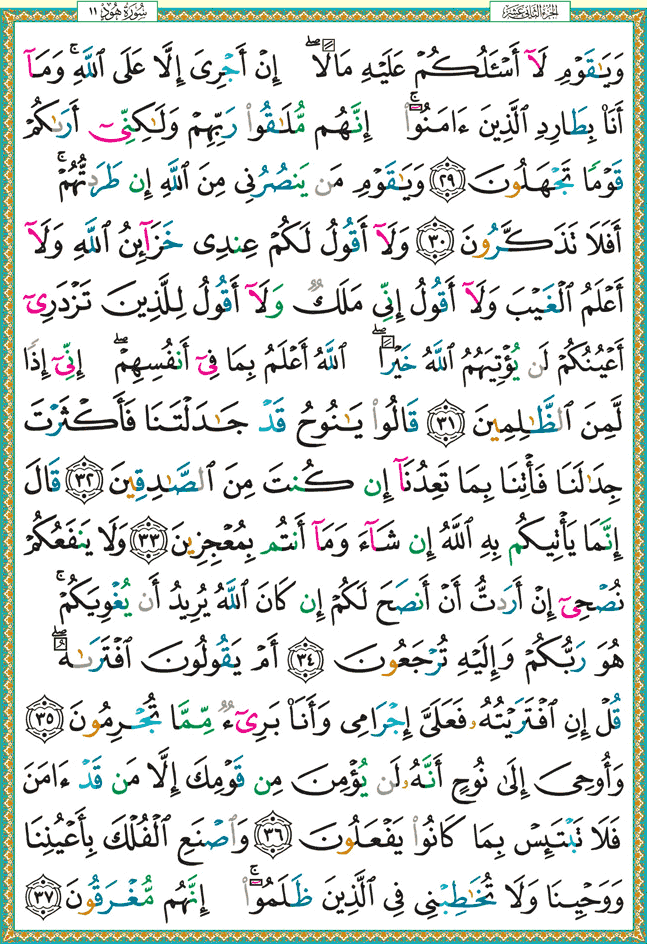 الجزء الثاني عشر
سورة هود ١١
وَيَٰقَوۡمِ لَآ أَسۡـَٔلُكُمۡ عَلَيۡهِ مَالًاۖ إِنۡ أَجۡرِيَ إِلَّا عَلَى ٱللَّهِۚ وَمَآ
أَنَا۠ بِطَارِدِ ٱلَّذِينَ ءَامَنُوٓاْۚ إِنَّهُم مُّلَٰقُواْ رَبِّهِمۡ وَلَٰكِنِّيٓ أَرَىٰكُمۡ
قَوۡمٗا تَجۡهَلُونَ ٢٩ وَيَٰقَوۡمِ مَن يَنصُرُنِي مِنَ ٱللَّهِ إِن طَرَدتُّهُمۡۚ
أَفَلَا تَذَكَّرُونَ ٣٠ وَلَآ أَقُولُ لَكُمۡ عِندِي خَزَآئِنُ ٱللَّهِ وَلَآ
أَعۡلَمُ ٱلۡغَيۡبَ وَلَآ أَقُولُ إِنِّي مَلَكٞ وَلَآ أَقُولُ لِلَّذِينَ تَزۡدَرِيٓ
أَعۡيُنُكُمۡ لَن يُؤۡتِيَهُمُ ٱللَّهُ خَيۡرًاۖ ٱللَّهُ أَعۡلَمُ بِمَا فِيٓ أَنفُسِهِمۡۖ إِنِّيٓ إِذٗا
لَّمِنَ ٱلظَّٰلِمِينَ ٣١ قَالُواْ يَٰنُوحُ قَدۡ جَٰدَلۡتَنَا فَأَكۡثَرۡتَ
جِدَٰلَنَا فَأۡتِنَا بِمَا تَعِدُنَآ إِن كُنتَ مِنَ ٱلصَّٰدِقِينَ ٣٢ قَالَ
إِنَّمَا يَأۡتِيكُم بِهِ ٱللَّهُ إِن شَآءَ وَمَآ أَنتُم بِمُعۡجِزِينَ ٣٣ وَلَا يَنفَعُكُمۡ
نُصۡحِيٓ إِنۡ أَرَدتُّ أَنۡ أَنصَحَ لَكُمۡ إِن كَانَ ٱللَّهُ يُرِيدُ أَن يُغۡوِيَكُمۡۚ
هُوَ رَبُّكُمۡ وَإِلَيۡهِ تُرۡجَعُونَ ٣٤ أَمۡ يَقُولُونَ ٱفۡتَرَىٰهُۖ
قُلۡ إِنِ ٱفۡتَرَيۡتُهُۥ فَعَلَيَّ إِجۡرَامِي وَأَنَا۠ بَرِيٓءٞ مِّمَّا تُجۡرِمُونَ ٣٥
وَأُوحِيَ إِلَىٰ نُوحٍ أَنَّهُۥ لَن يُؤۡمِنَ مِن قَوۡمِكَ إِلَّا مَن قَدۡ ءَامَنَ
فَلَا تَبۡتَئِسۡ بِمَا كَانُواْ يَفۡعَلُونَ ٣٦ وَٱصۡنَعِ ٱلۡفُلۡكَ بِأَعۡيُنِنَا
وَوَحۡيِنَا وَلَا تُخَٰطِبۡنِي فِي ٱلَّذِينَ ظَلَمُوٓاْۚ إِنَّهُم مُّغۡرَقُونَ ٣٧